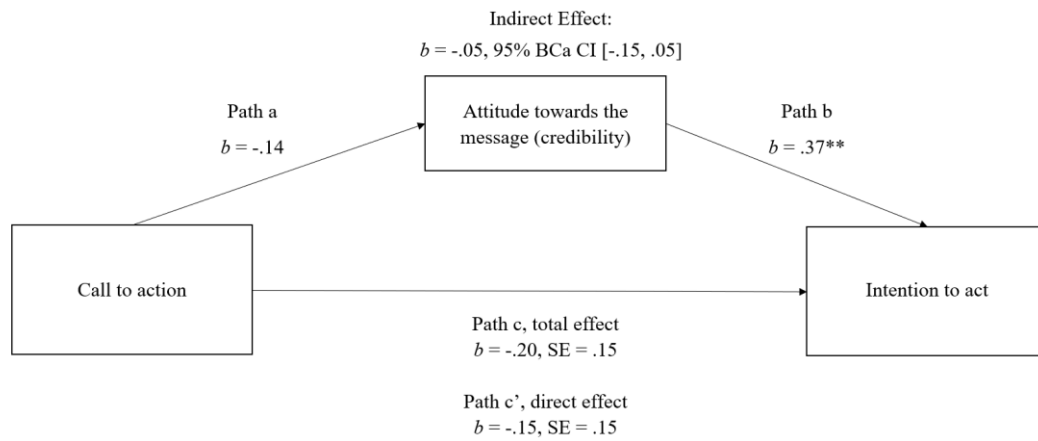 Indirect Effect:
b = -.05, 95% BCa CI [-.15, .05]
Path a
b = -.14
Attitude towards the
message (credibility)
Path b
b = .37**
Call to action
Intention to act
Path c, total effect
b = -.20, SE = .15
Path c’, direct effect
b = -.15, SE = .15